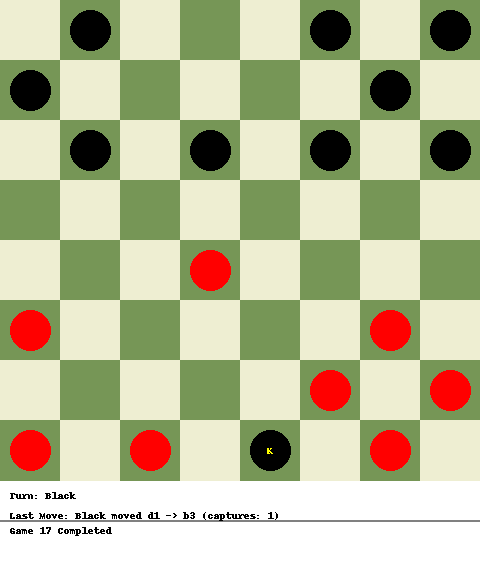 K
Turn: Black
Last Move: Black moved d1 -> b3 (captures: 1)
Game 17 Completed